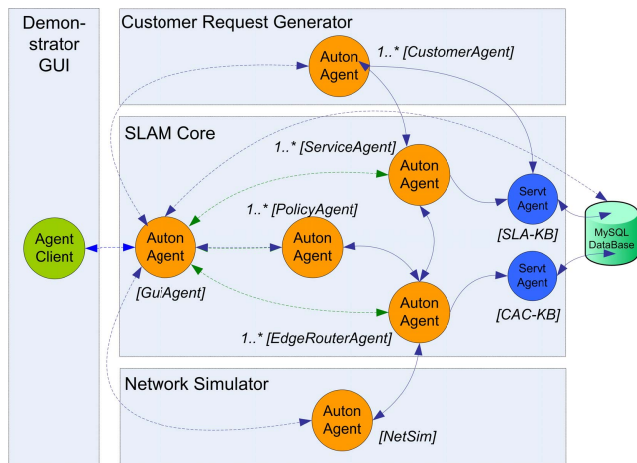 Demon-
strator
GUI
Customer Request Generator
1..* [CustomerAgent]
Auton
Agent
SLAM Core
1..* [ServiceAgent]
Auton
Agent
1..* [PolicyAgent]
Servt
Agent
[SLA-KB]
MySQL
DataBase
Agent
Client
Auton
Agent
[GuiAgent]
Auton
Agent
Servt
Agent
[CAC-KB]
Auton
Agent
1..* [EdgeRouterAgent]
Network Simulator
Auton
Agent
[NetSim]